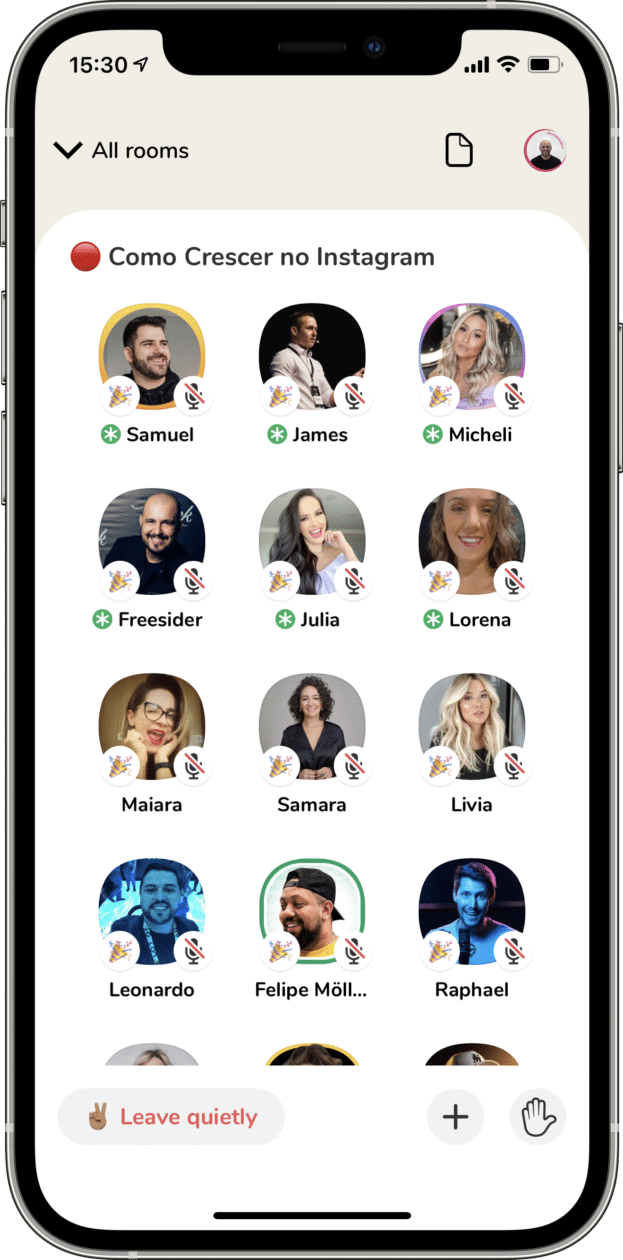 15:30
All rooms
Como Crescer no Instagram
Samuel
James
Micheli
Freesider
Julia
Lorena
Maiara
Samara
Livia
Leonardo
Felipe Möll...
Raphael
Leave quietly